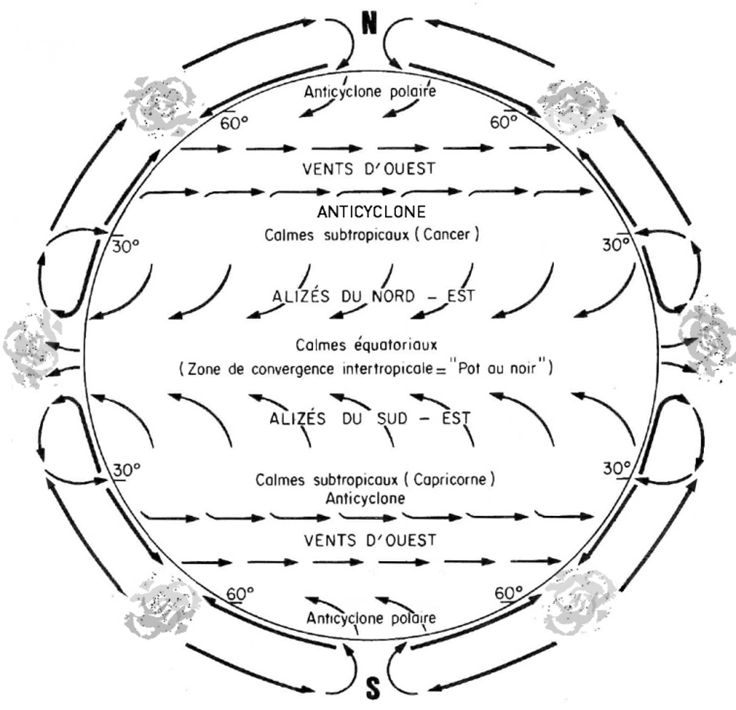 N
Anticyclone polaire
60° 60°
VENTS D'OUEST
ANTICYCLONE
30° Calmes subtropicaux (Cancer) 30°
ALIZÉS DU NORD - EST
Calmes équatoriaux
(Zone de convergence intertropicale = "Pot au noir")
ALIZÉS DU SUD - EST
30° Calmes subtropicaux (Capricorne) 30°
Anticyclone
VENTS D'OUEST
60° 60°
Anticyclone polaire
S